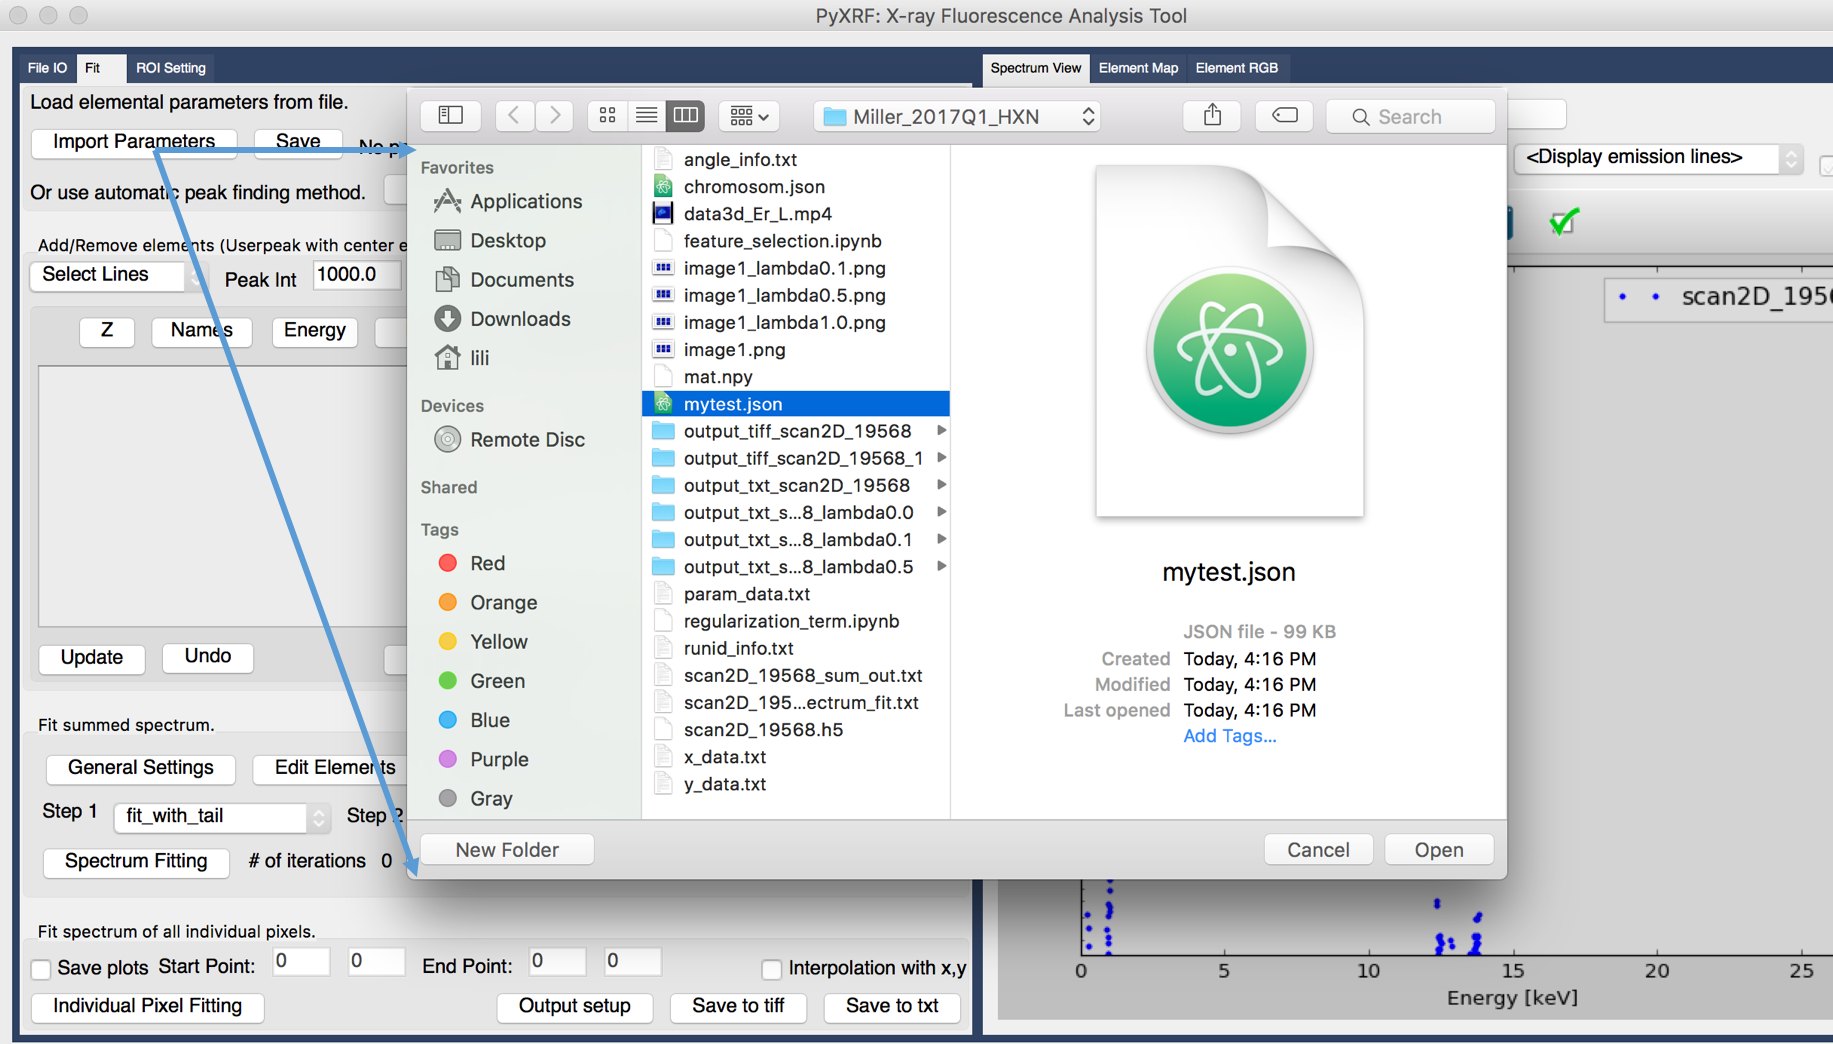 PyXRF: X-ray Fluorescence Analysis Tool
File IO Fit ROI Setting
Load elemental parameters from file.
Import Parameters Save
Or use automatic peak finding method.
Add/Remove elements (Userpeak with center e
Select Lines Peak Int 1000.0
Z Names Energy
Update Undo
Fit summed spectrum.
General Settings Edit Elements
Step 1 fit_with_tail Step 2
Spectrum Fitting # of iterations 0
Fit spectrum of all individual pixels.
Save plots Start Point: 0 0 End Point: 0 0 Interpolation with x,y
Individual Pixel Fitting Output setup Save to tiff Save to txt
Miller_2017Q1_HXN Search
Favorites
Applications
Desktop
Documents
Downloads
lili
Devices
Remote Disc
Shared
Tags
Red
Orange
Yellow
Green
Blue
Purple
Gray
angle_info.txt
chromosom.json
data3d_Er_L.mp4
feature_selection.ipynb
image1_lambda0.1.png
image1_lambda0.5.png
image1_lambda1.0.png
image1.png
mat.npy
mytest.json
output_tiff_scan2D_19568
output_tiff_scan2D_19568_1
output_txt_scan2D_19568
output_txt_s...8_lambda0.0
output_txt_s...8_lambda0.1
output_txt_s...8_lambda0.5
param_data.txt
regularization_term.ipynb
runid_info.txt
scan2D_19568_sum_out.txt
scan2D_195...ectrum_fit.txt
scan2D_19568.h5
x_data.txt
y_data.txt
mytest.json
JSON file - 99 KB
Created Today, 4:16 PM
Modified Today, 4:16 PM
Last opened Today, 4:16 PM
Add Tags...
New Folder Cancel Open
Spectrum View Element Map Element RGB
<Display emission lines>
scan2D_195
0 5 10 15 20 25
Energy [keV]